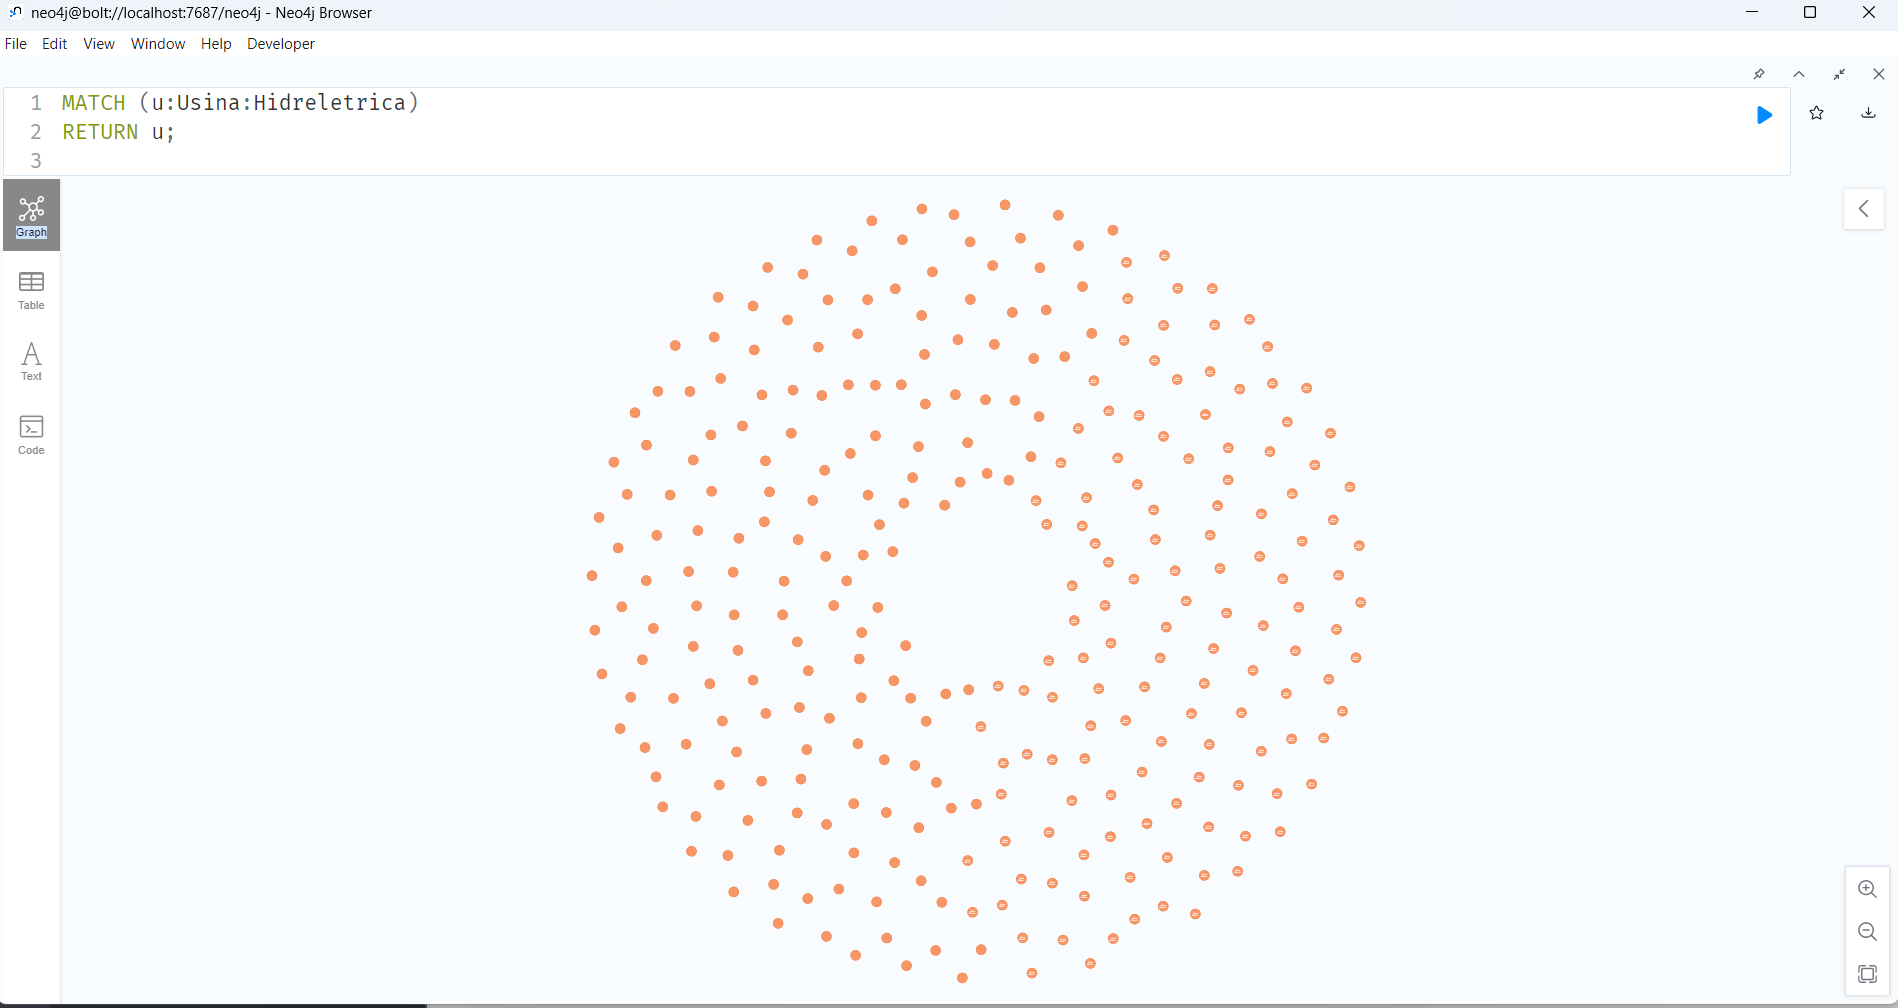 neo4j@bolt://localhost:7687/neo4j - Neo4j Browser
File Edit View Window Help Developer
1 MATCH (u:Usina:Hidreletrica)
2 RETURN u;
3
Graph
Table
Text
Code